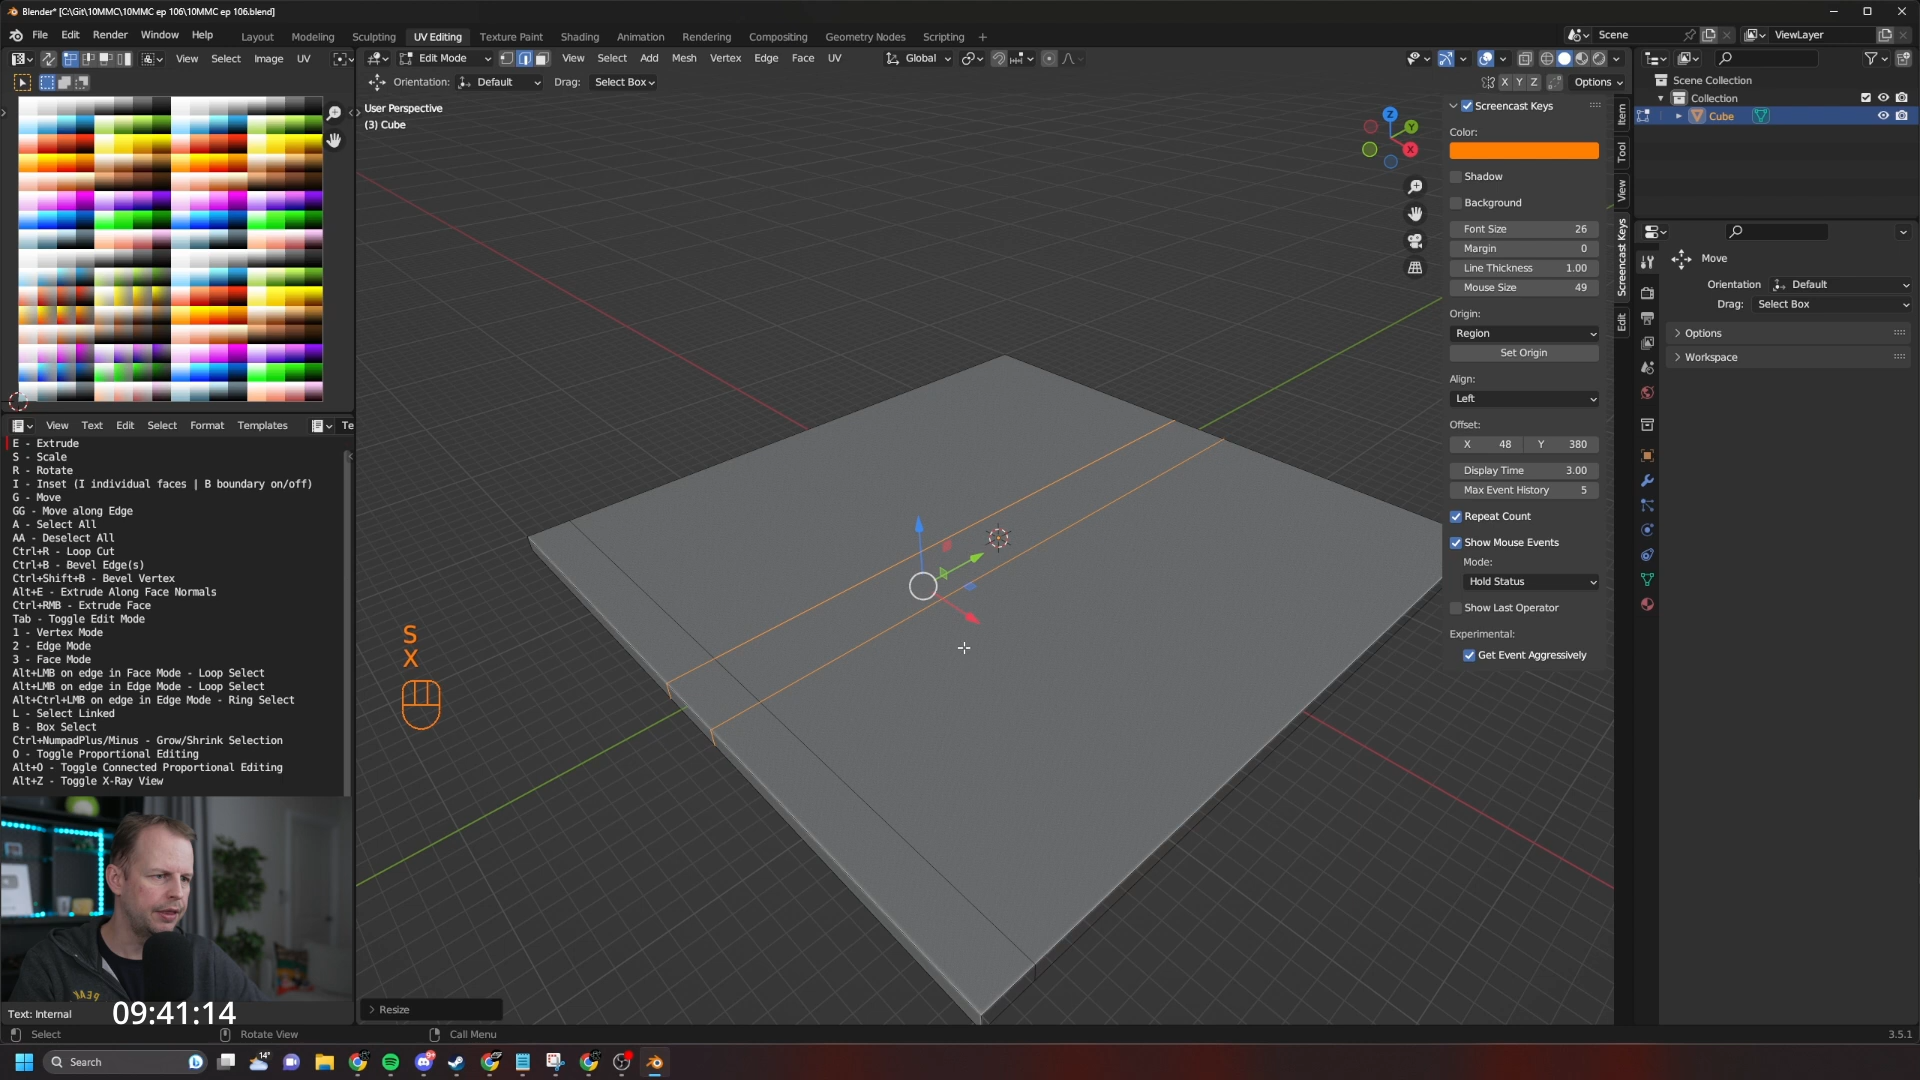 Blender* [C:\Git\10MMC\10MMC ep 106\10MMC ep 106.blend]
File Edit Render Window Help Layout Modeling Sculpting UV Editing Texture Paint Shading Animation Rendering Compositing Geometry Nodes Scripting Scene ViewLayer
View Select Image UV
Edit Mode View Select Add Mesh Vertex Edge Face UV Global
Orientation: Default Drag: Select Box X Y Z Options
User Perspective
(3) Cube
Z
Y
X
Screencast Keys
Color:
Shadow
Background
Font Size 26
Margin 0
Line Thickness 1.00
Mouse Size 49
Origin:
Region
Set Origin
Align:
Left
Offset:
X 48 Y 380
Display Time 3.00
Max Event History 5
Repeat Count
Show Mouse Events
Mode:
Hold Status
Show Last Operator
Experimental:
Get Event Aggressively
Item
Tool
View
Screencast Keys
Edit
Scene Collection
Collection
Cube
Move
Orientation Default
Drag: Select Box
Options
Workspace
View Text Edit Select Format Templates Te
E - Extrude
S - Scale
R - Rotate
I - Inset (I individual faces | B boundary on/off)
G - Move
GG - Move along Edge
A - Select All
AA - Deselect All
Ctrl+R - Loop Cut
Ctrl+B - Bevel Edge(s)
Ctrl+Shift+B - Bevel Vertex
Alt+E - Extrude Along Face Normals
Ctrl+RMB - Extrude Face
Tab - Toggle Edit Mode
1 - Vertex Mode
2 - Edge Mode
3 - Face Mode
Alt+LMB on edge in Face Mode - Loop Select
Alt+LMB on edge in Edge Mode - Loop Select
Alt+Ctrl+LMB on edge in Edge Mode - Ring Select
L - Select Linked
B - Box Select
Ctrl+NumpadPlus/Minus - Grow/Shrink Selection
O - Toggle Proportional Editing
Alt+O - Toggle Connected Proportional Editing
Alt+Z - Toggle X-Ray View
S
X
Resize
Text: Internal
09:41:14
Select Rotate View Call Menu 3.5.1
Search
14°